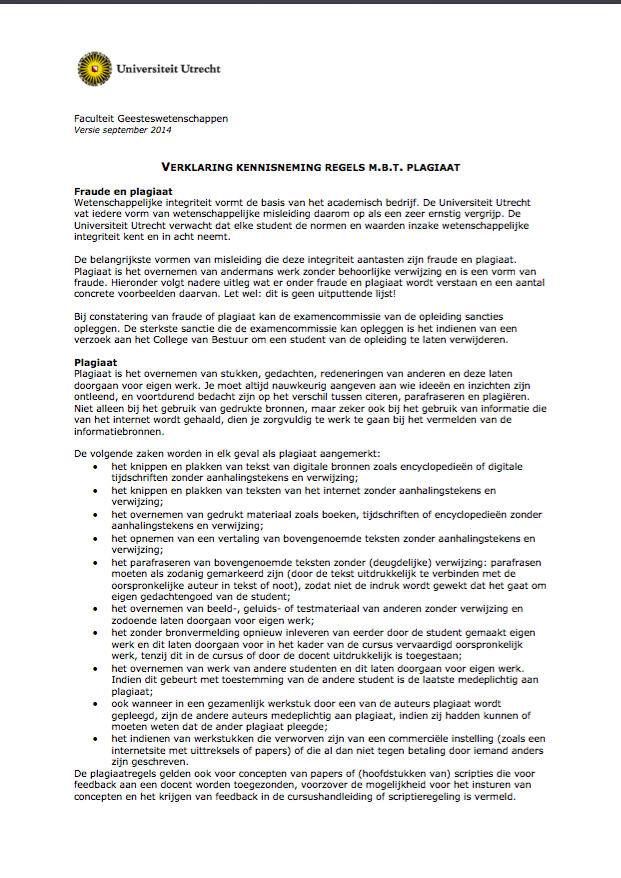 Universiteit Utrecht
Faculteit Geesteswetenschappen
Versie september 2014
VERKLARING KENNISNEMING REGELS M.B.T. PLAGIAAT
Fraude en plagiaat
Wetenschappelijke integriteit vormt de basis van het academisch bedrijf. De Universiteit Utrecht
vat iedere vorm van wetenschappelijke misleiding daarom op als een zeer ernstig vergrijp. De
Universiteit Utrecht verwacht dat elke student de normen en waarden inzake wetenschappelijke
integriteit kent en in acht neemt.
De belangrijkste vormen van misleiding die deze integriteit aantasten zijn fraude en plagiaat.
Plagiaat is het overnemen van andermans werk zonder behoorlijke verwijzing en is een vorm van
fraude. Hieronder volgt nadere uitleg wat er onder fraude en plagiaat wordt verstaan en een aantal
concrete voorbeelden daarvan. Let wel: dit is geen uitputtende lijst!
Bij constatering van fraude of plagiaat kan de examencommissie van de opleiding sancties
opleggen. De sterkste sanctie die de examencommissie kan opleggen is het indienen van een
verzoek aan het College van Bestuur om een student van de opleiding te laten verwijderen.
Plagiaat
Plagiaat is het overnemen van stukken, gedachten, redeneringen van anderen en deze laten
doorgaan voor eigen werk. Je moet altijd nauwkeurig aangeven aan wie ideeën en inzichten zijn
ontleend, en voortdurend bedacht zijn op het verschil tussen citeren, parafraseren en plagiëren.
Niet alleen bij het gebruik van gedrukte bronnen, maar zeker ook bij het gebruik van informatie die
van het internet wordt gehaald, dien je zorgvuldig te werk te gaan bij het vermelden van de
informatiebronnen.
De volgende zaken worden in elk geval als plagiaat aangemerkt:
• het knippen en plakken van tekst van digitale bronnen zoals encyclopedieën of digitale
tijdschriften zonder aanhalingstekens en verwijzing;
• het knippen en plakken van teksten van het internet zonder aanhalingstekens en
verwijzing;
• het overnemen van gedrukt materiaal zoals boeken, tijdschriften of encyclopedieën zonder
aanhalingstekens en verwijzing;
• het opnemen van een vertaling van bovengenoemde teksten zonder aanhalingstekens en
verwijzing;
• het parafraseren van bovengenoemde teksten zonder (deugdelijke) verwijzing: parafrasen
moeten als zodanig gemarkeerd zijn (door de tekst uitdrukkelijk te verbinden met de
oorspronkelijke auteur in tekst of noot), zodat niet de indruk wordt gewekt dat het gaat om
eigen gedachtengoed van de student;
• het overnemen van beeld-, geluids- of testmateriaal van anderen zonder verwijzing en
zodoende laten doorgaan voor eigen werk;
• het zonder bronvermelding opnieuw inleveren van eerder door de student gemaakt eigen
werk en dit laten doorgaan voor in het kader van de cursus vervaardigd oorspronkelijk
werk, tenzij dit in de cursus of door de docent uitdrukkelijk is toegestaan;
• het overnemen van werk van andere studenten en dit laten doorgaan voor eigen werk.
Indien dit gebeurt met toestemming van de andere student is de laatste medeplichtig aan
plagiaat;
• ook wanneer in een gezamenlijk werkstuk door een van de auteurs plagiaat wordt
gepleegd, zijn de andere auteurs medeplichtig aan plagiaat, indien zij hadden kunnen of
moeten weten dat de ander plagiaat pleegde;
• het indienen van werkstukken die verworven zijn van een commerciële instelling (zoals een
internetsite met uittreksels of papers) of die al dan niet tegen betaling door iemand anders
zijn geschreven.
De plagiaatregels gelden ook voor concepten van papers of (hoofdstukken van) scripties die voor
feedback aan een docent worden toegezonden, voorzover de mogelijkheid voor het insturen van
concepten en het krijgen van feedback in de cursushandleiding of scriptieregeling is vermeld.